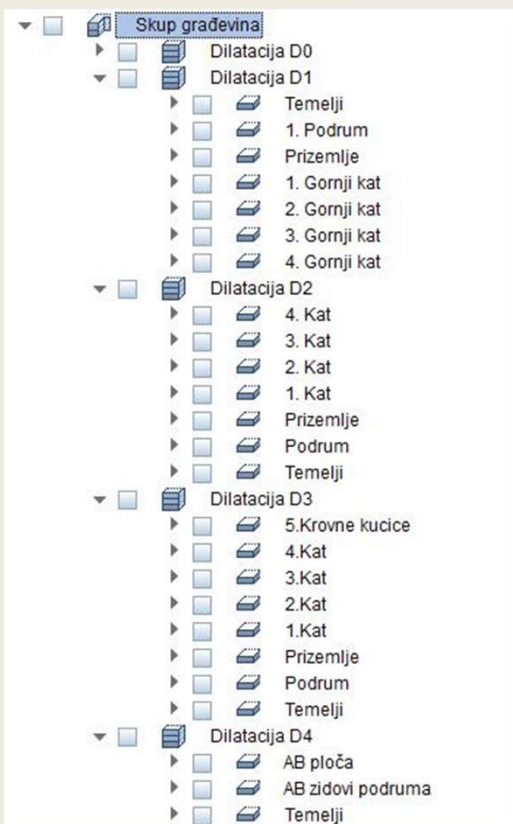 Skup građevina
Dilatacija D0
Dilatacija D1
Temelji
1. Podrum
Prizemlje
1. Gornji kat
2. Gornji kat
3. Gornji kat
4. Gornji kat
Dilatacija D2
4. Kat
3. Kat
2. Kat
1. Kat
Prizemlje
Podrum
Temelji
Dilatacija D3
5.Krovne kucice
4.Kat
3.Kat
2.Kat
1.Kat
Prizemlje
Podrum
Temelji
Dilatacija D4
AB ploča
AB zidovi podruma
Temelji